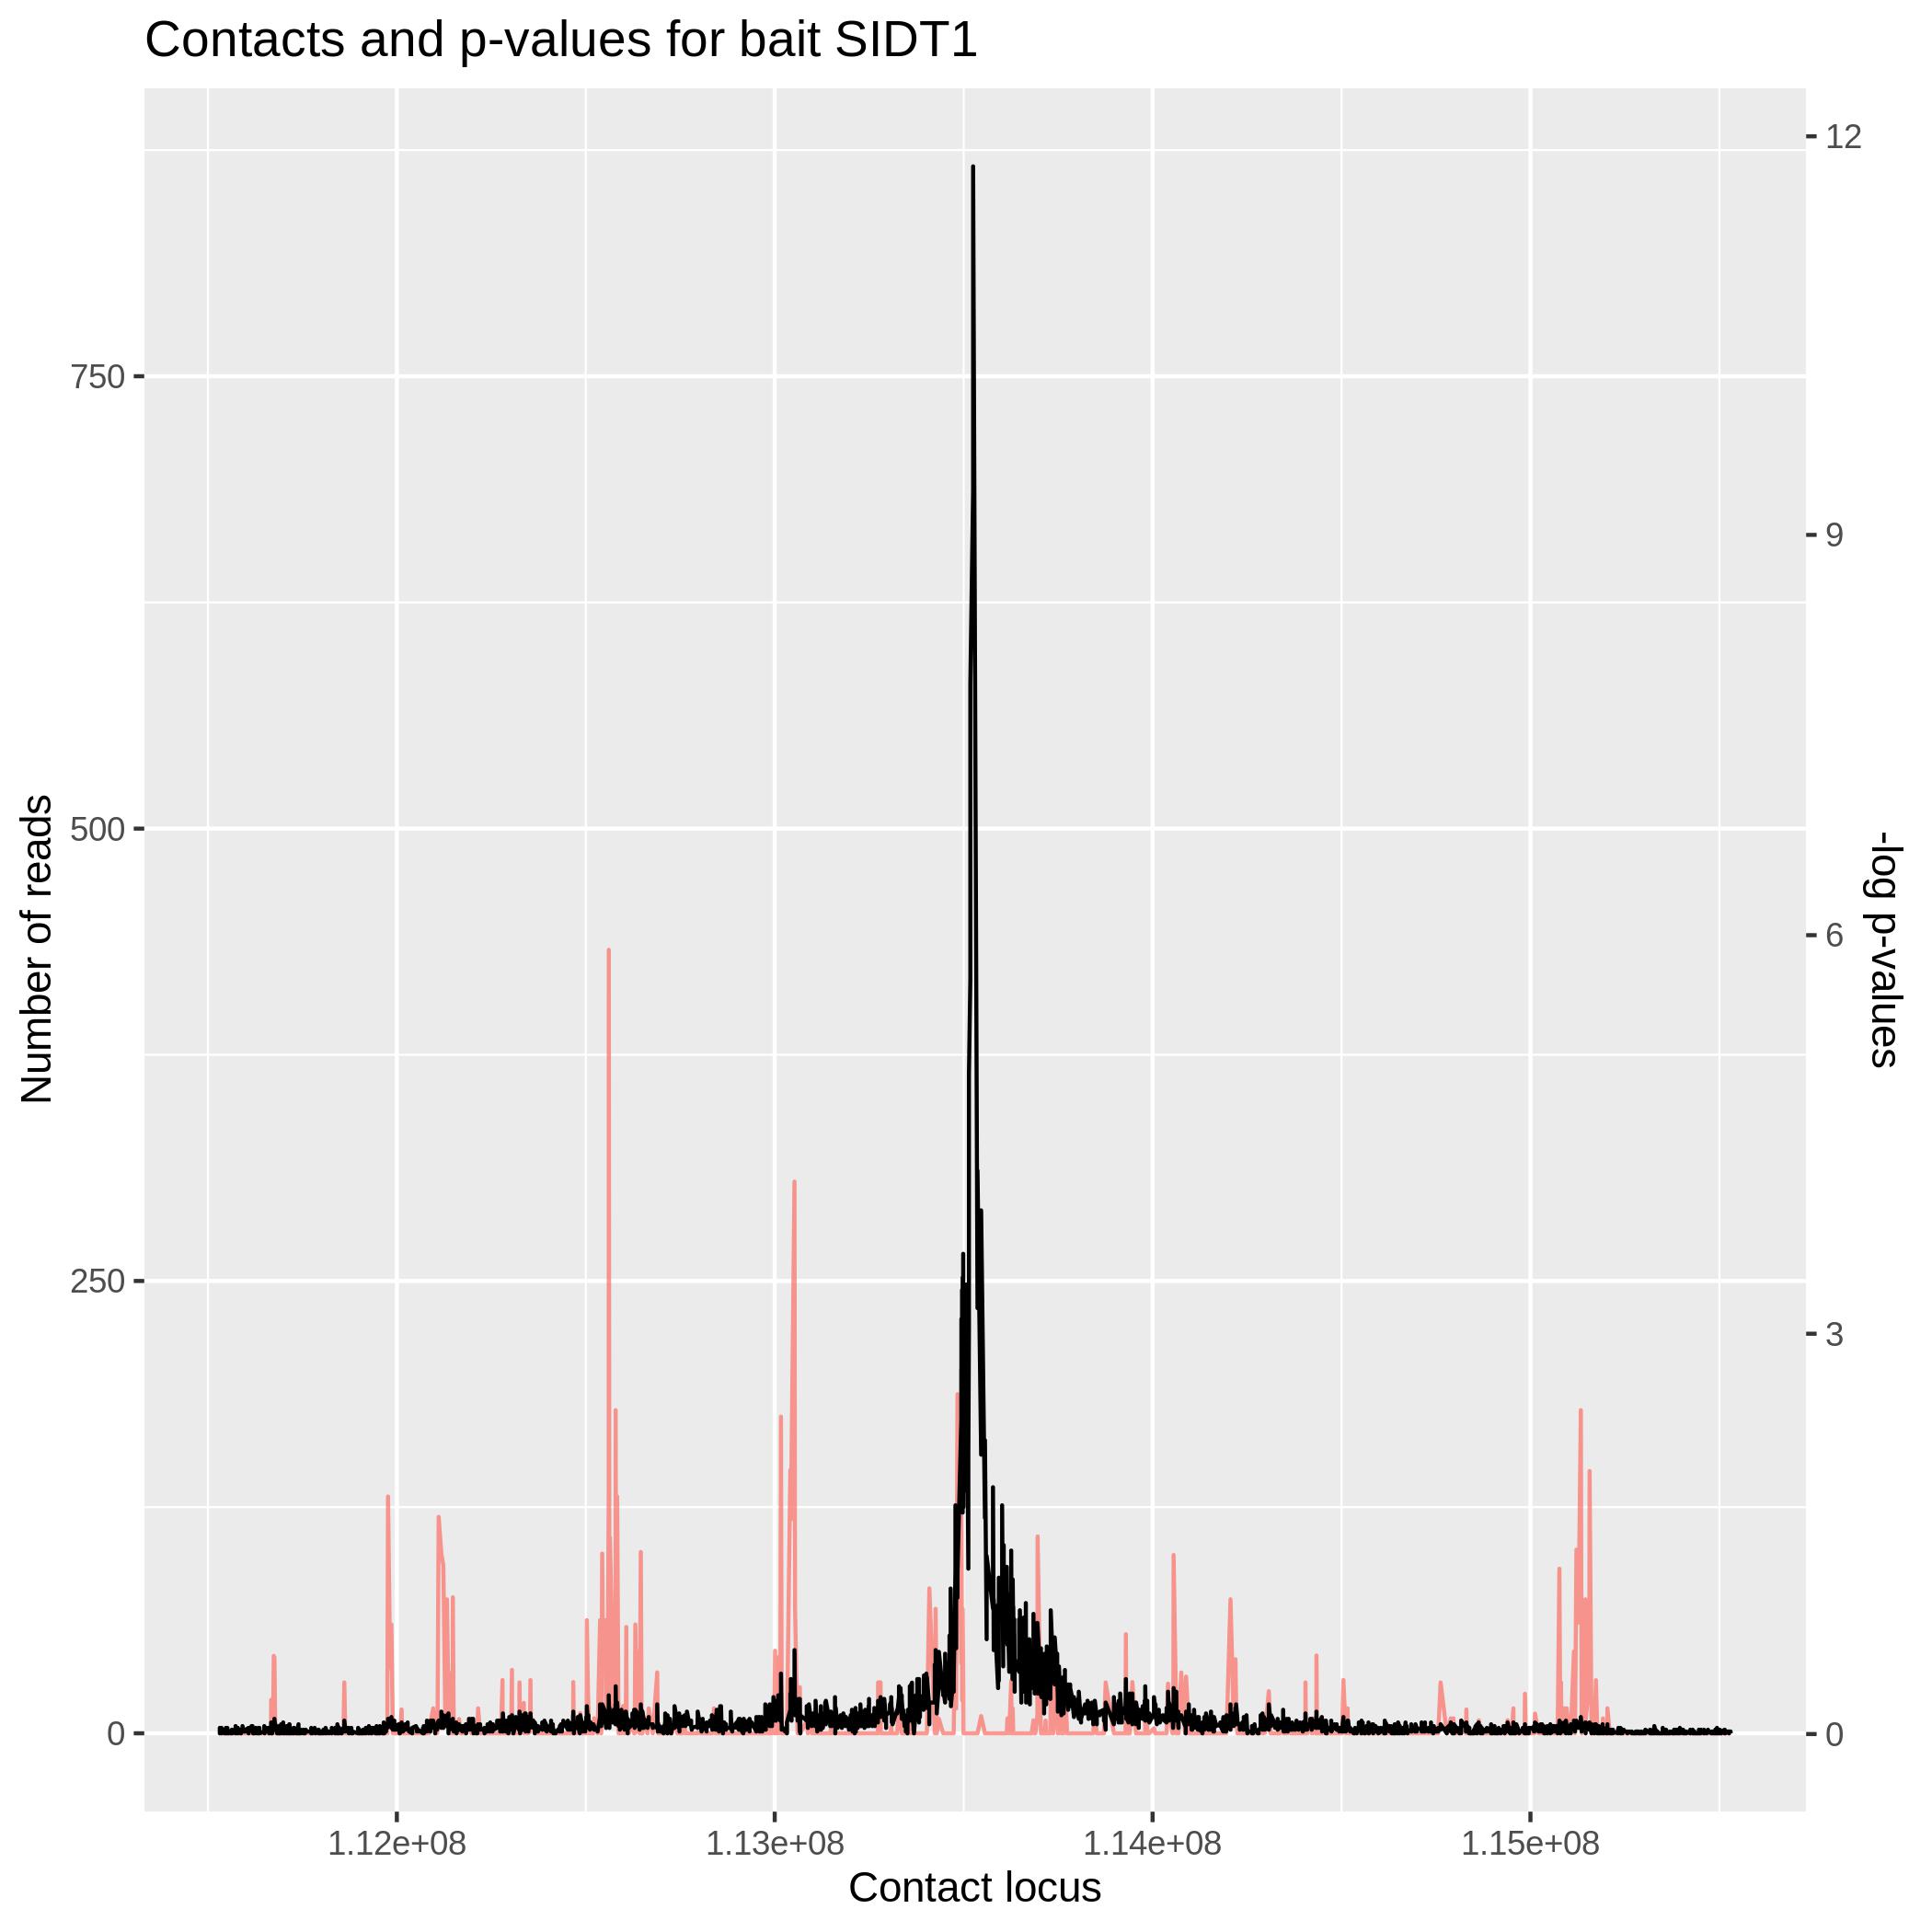 Contacts and p-values for bait SIDT1
12
750
9
500
6
250
3
0
0
Number of reads
-log p-values
1.12e+08
1.13e+08
1.14e+08
1.15e+08
Contact locus